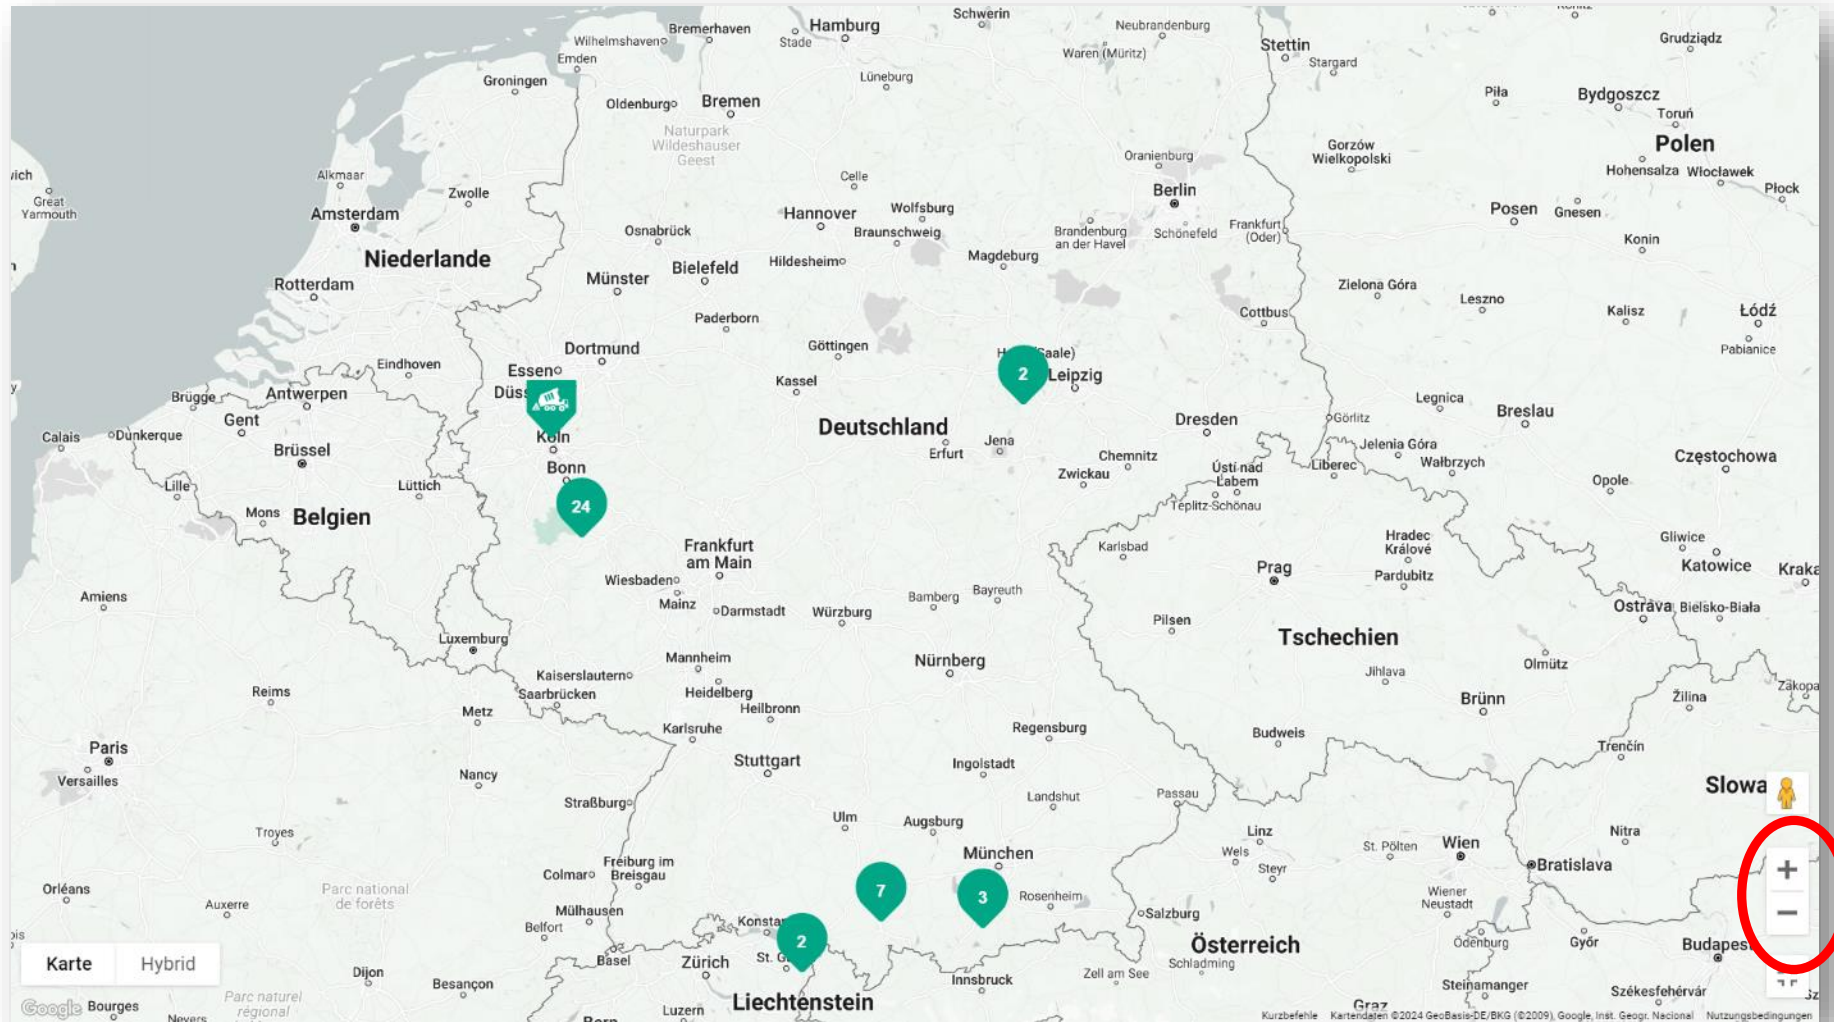 Schwerin
Hamburg
Bremerhaven
Neubrandenburg
Wilhelmshaven
Stade
Grudziądz
Stettin
Waren (Müritz)
Emden
Stargard
Groningen
Lüneburg
Piła
Bydgoszcz
Oldenburg
Bremen
Toruń
Naturpark
Wildeshauser
Geest
Polen
Gorzów
Wielkopolski
Oranienburg
Hohensalza
Włocławek
Alkmaar
Celle
Zwolle
Berlin
Płock
Great
Yarmouth
Amsterdam
Hannover
Wolfsburg
Posen
Gnesen
Osnabrück
Braunschweig
Brandenburg
an der Havel
Schönefeld
Frankfurt
(Oder)
Konin
Niederlande
Hildesheim
Magdeburg
Bielefeld
Münster
Rotterdam
Zielona Góra
Leszno
Kalisz
Łódź
Cottbus
Paderborn
Göttingen
Dortmund
Pabianice
Eindhoven
Essen
Kassel
2
Leipzig
Brügge
Antwerpen
Legnica
Breslau
Gent
Deutschland
Dresden
Görlitz
Calais
Dunkerque
Köln
Erfurt
Jena
Jelenia Góra
Brüssel
Chemnitz
Liberec
Wałbrzych
Częstochowa
Bonn
Zwickau
Ústí nad
Labem
Opole
Lille
Lüttich
24
Teplitz-Schönau
Mons
Belgien
Frankfurt
am Main
Karlsbad
Hradec
Králové
Gliwice
Katowice
Prag
Pardubitz
Wiesbaden
Mainz
Darmstadt
Würzburg
Bamberg
Bayreuth
Amiens
Ostrava
Bielsko-Biała
Pilsen
Luxemburg
Tschechien
Mannheim
Nürnberg
Olmütz
Kaiserslautern
Jihlava
Saarbrücken
Heidelberg
Reims
Brünn
Žilina
Heilbronn
Metz
Karlsruhe
Regensburg
Budweis
Trenčín
Paris
Stuttgart
Ingolstadt
Versailles
Nancy
Straßburg
Landshut
Passau
Ulm
Augsburg
Troyes
Linz
St. Pölten
Wien
Nitra
München
Wels
Steyr
Bratislava
Freiburg im
Breisgau
Colmar
Orléans
Parc national
de forêts
7
3
Rosenheim
Wiener
Neustadt
Auxerre
Mülhausen
Salzburg
Belfort
2
Österreich
Ödenburg
Győr
Basel
Zürich
Schladming
Karte
Hybrid
Dijon
Besançon
Innsbruck
Zell am See
Steinamanger
Székesfehérvár
Liechtenstein
Luzern
Graz
Google
Bourges
Parc naturel
régional
Kurzbefehle
Kartendaten ©2024 GeoBasis-DE/BKG (©2009), Google, Inst. Geogr. Nacional
Nutzungsbedingungen